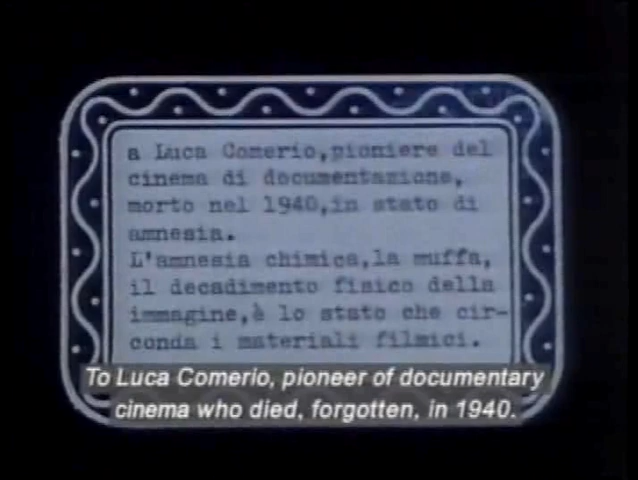 a Luca Comerio,pioniere del
cinema di documentazione,
morto nel 1940,in stato di
amnesia.
L'amnesia chimica,la muffa,
il decadimento fisico della
immagine,è lo stato che cir-
conda i materiali filmici.
To Luca Comerio, pioneer of documentary
cinema who died, forgotten, in 1940.